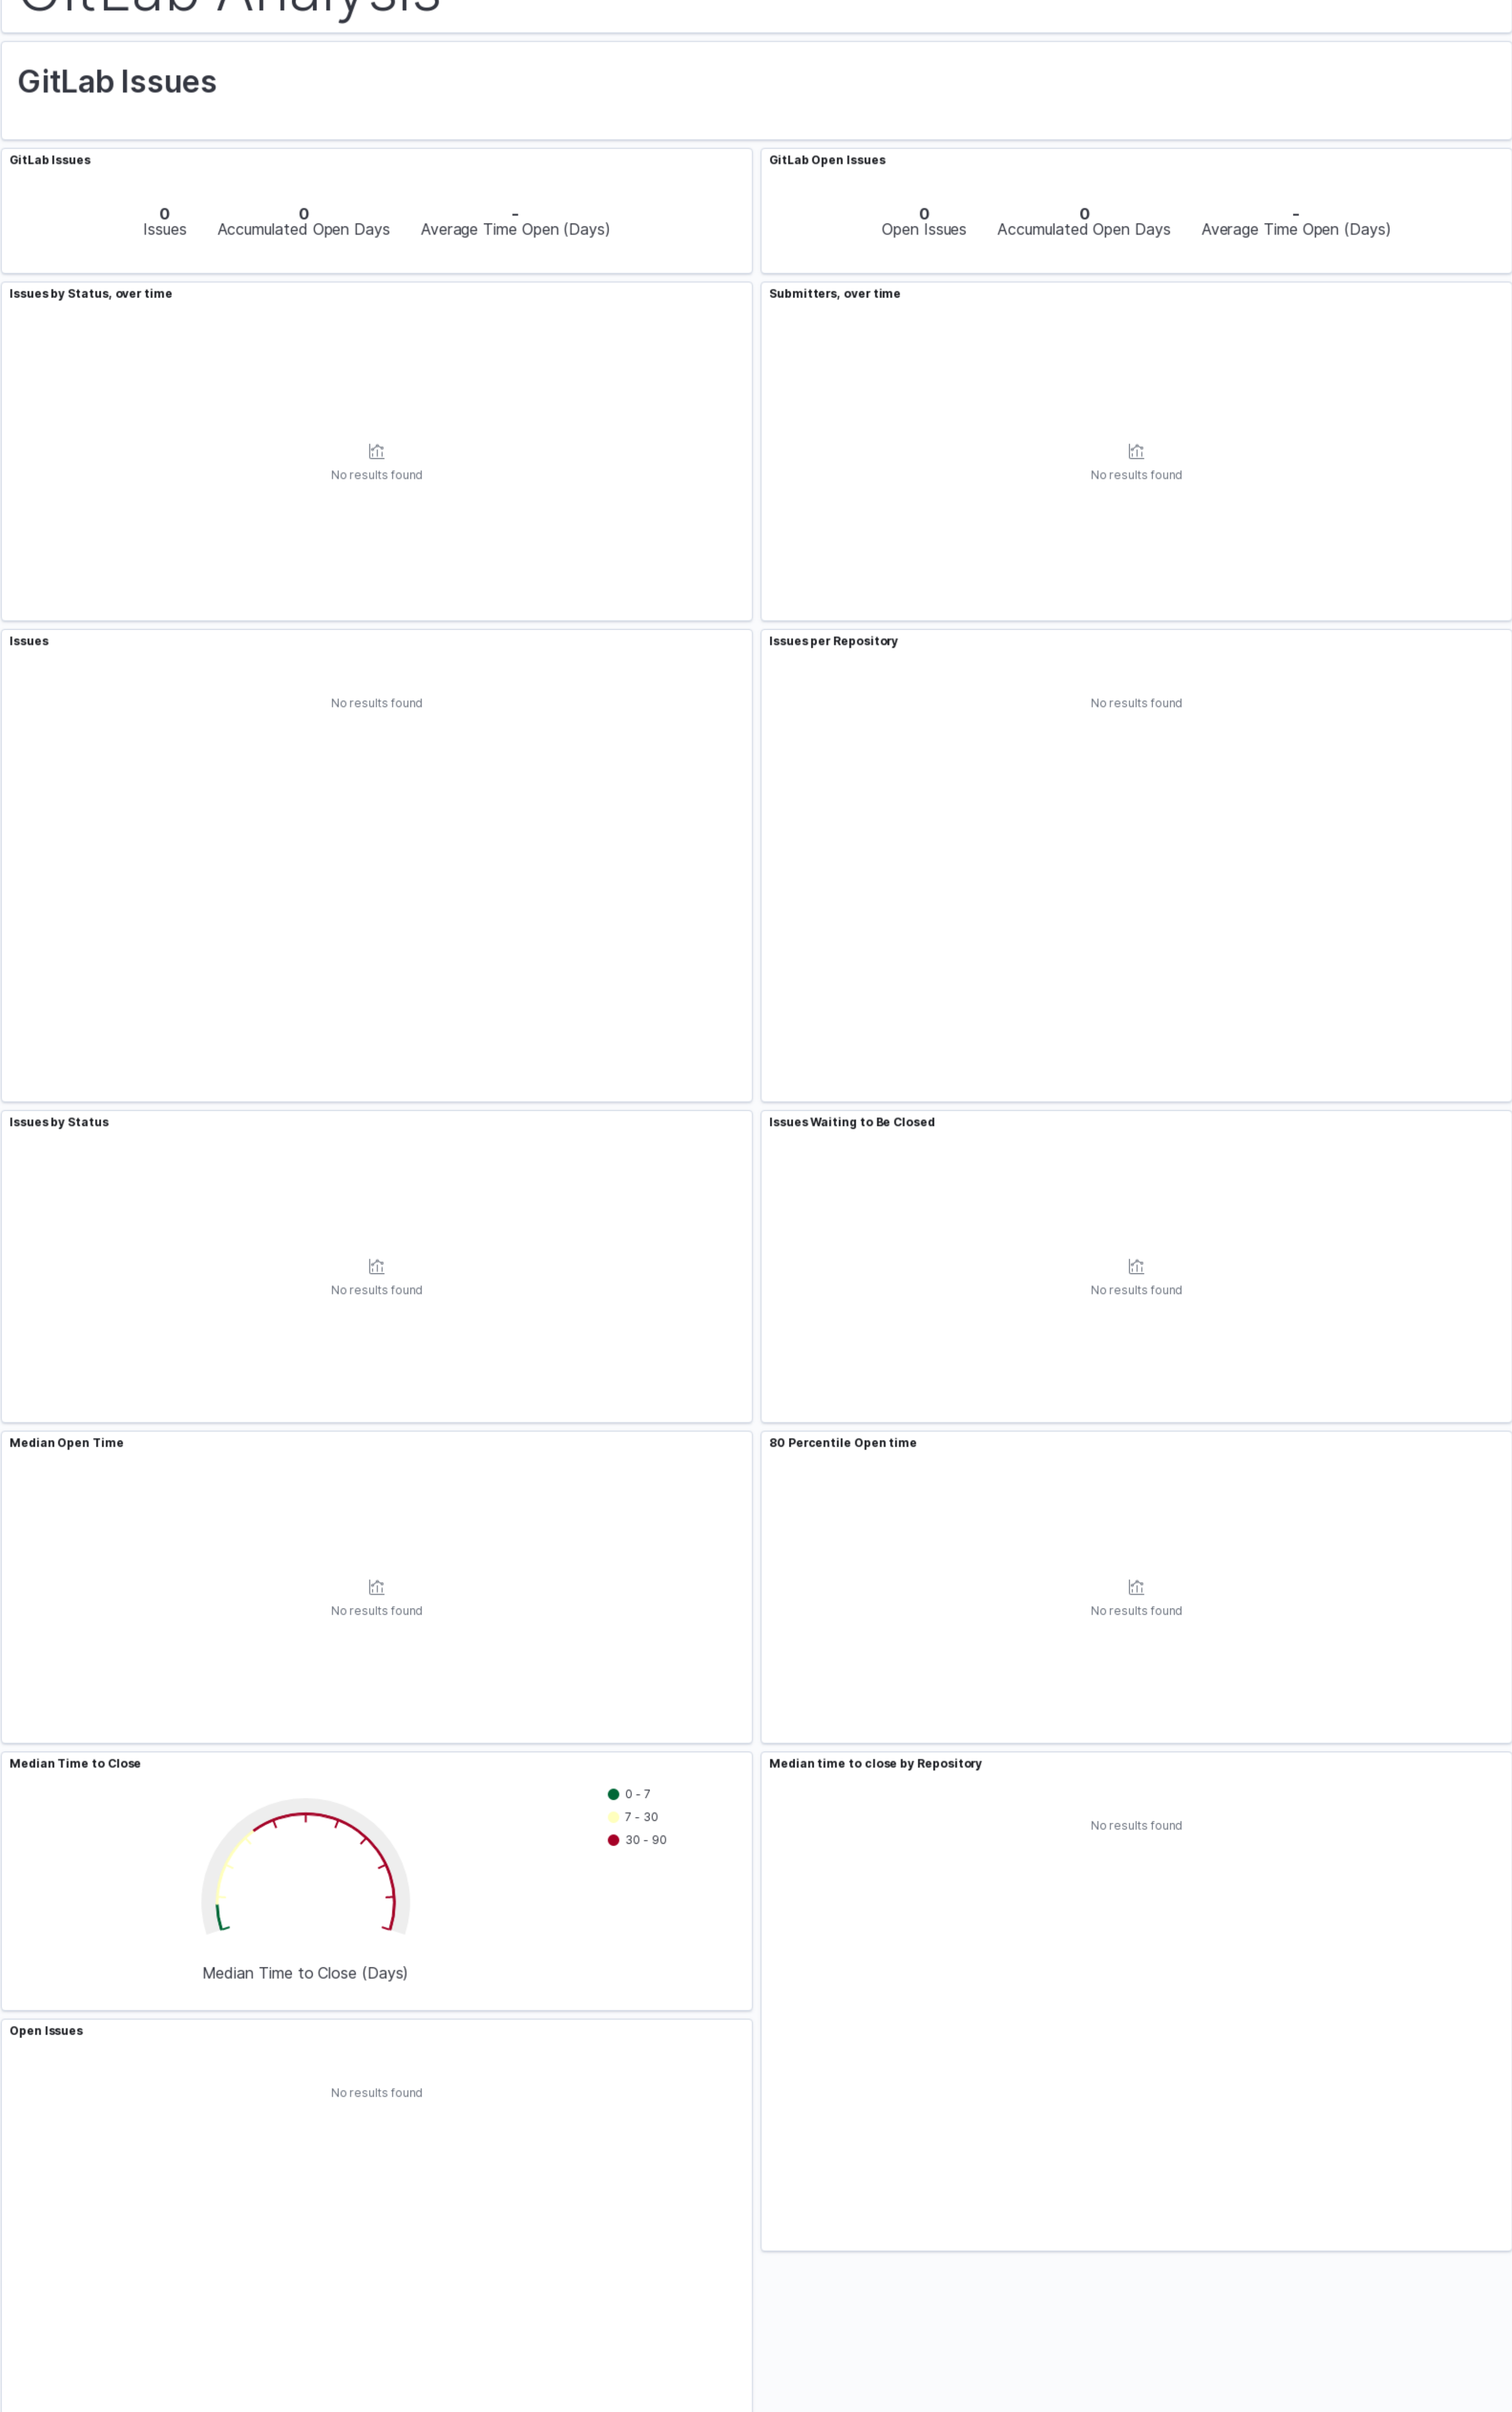 GitLab Analysis
GitLab Issues
GitLab Issues
0
Issues
0
Accumulated Open Days
-
Average Time Open (Days)
GitLab Open Issues
0
Open Issues
0
Accumulated Open Days
-
Average Time Open (Days)
Issues by Status, over time
No results found
Submitters, over time
No results found
Issues
No results found
Issues per Repository
No results found
Issues by Status
No results found
Issues Waiting to Be Closed
No results found
Median Open Time
No results found
80 Percentile Open time
No results found
Median Time to Close
0 - 7
7 - 30
30 - 90
Median Time to Close (Days)
Median time to close by Repository
No results found
Open Issues
No results found